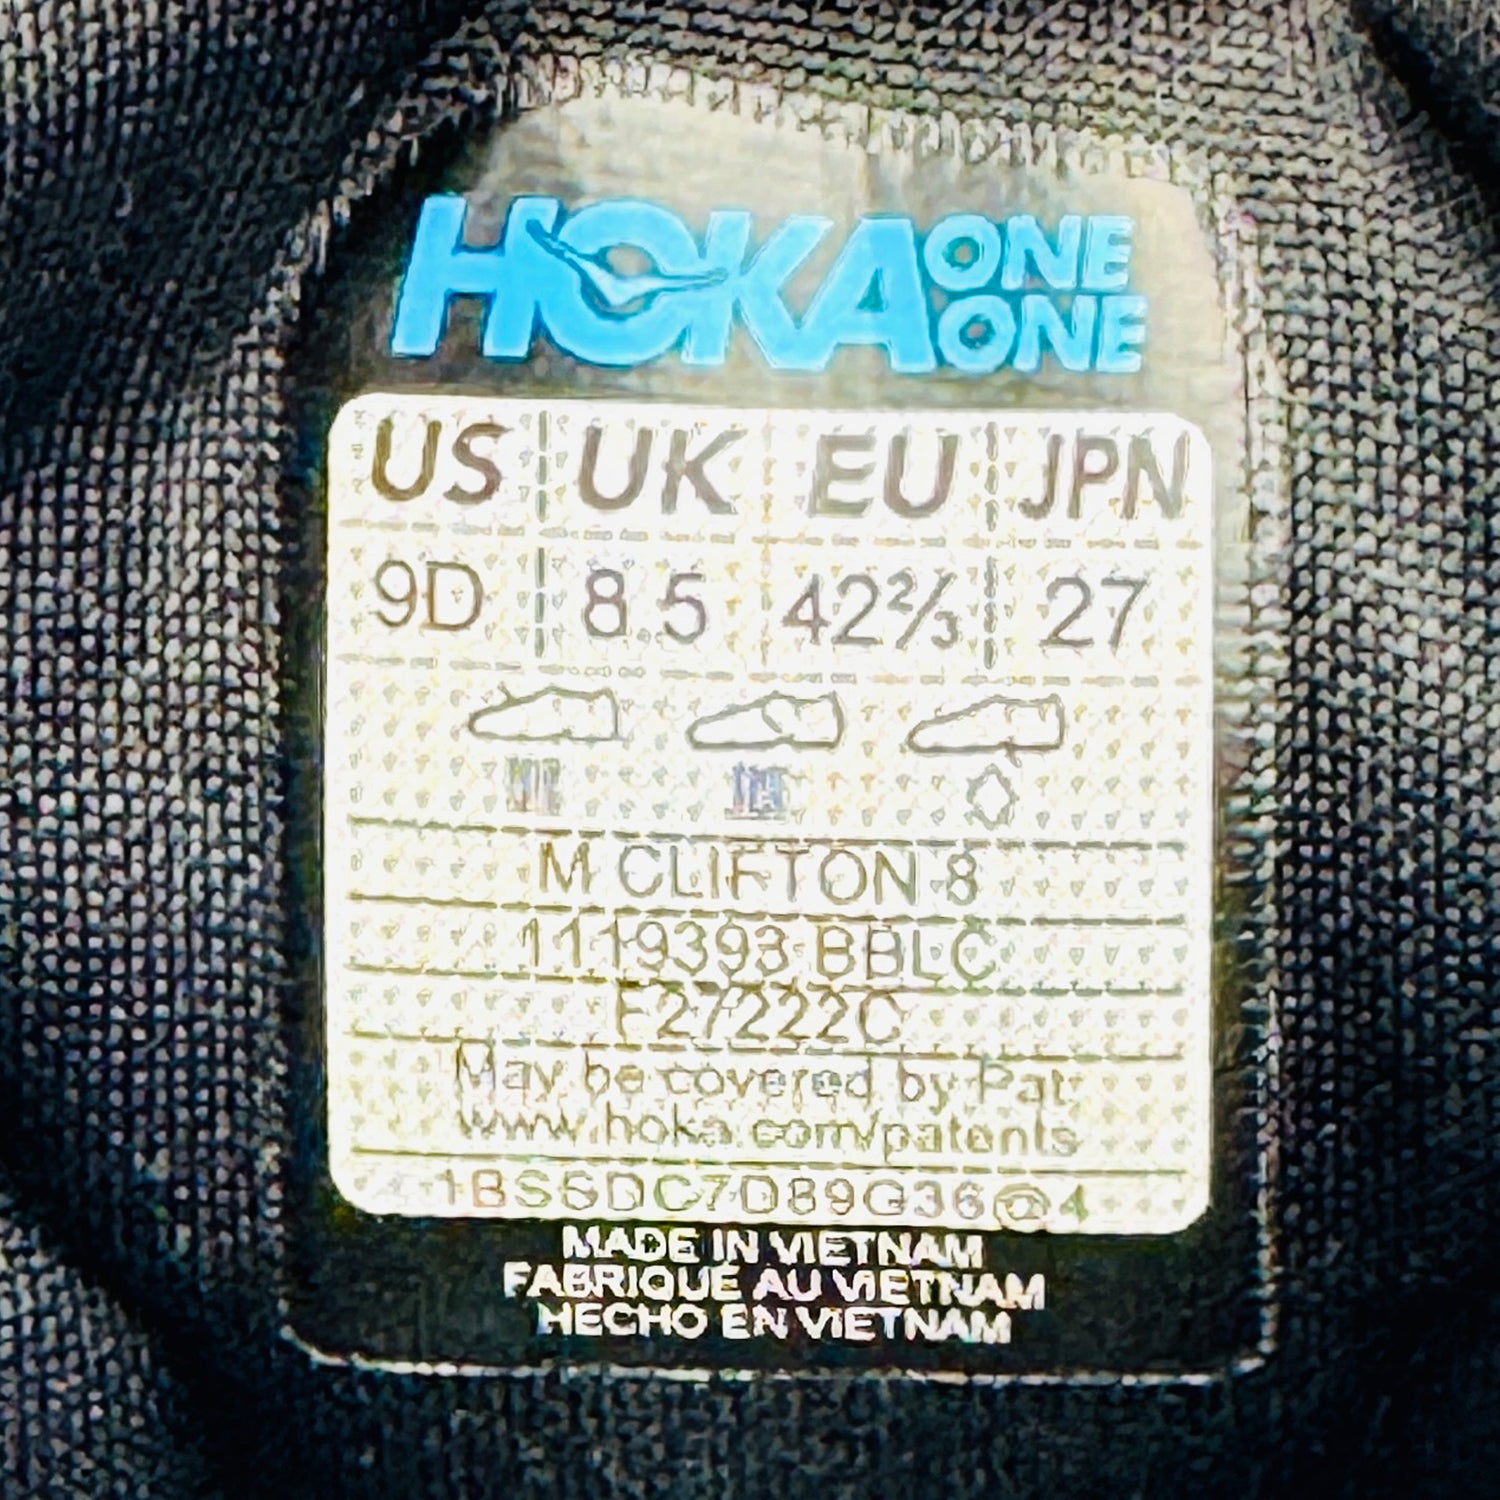 HOKA ONE ONE
US UK EU JPN
9D 8.5 42⅔ 27
M CLIFTON 8
1119393 BBLC
F27222C
May be covered by Pat.
www.hoka.com/patents
MADE IN VIETNAM
FABRIQUÉ AU VIETNAM
HECHO EN VIETNAM